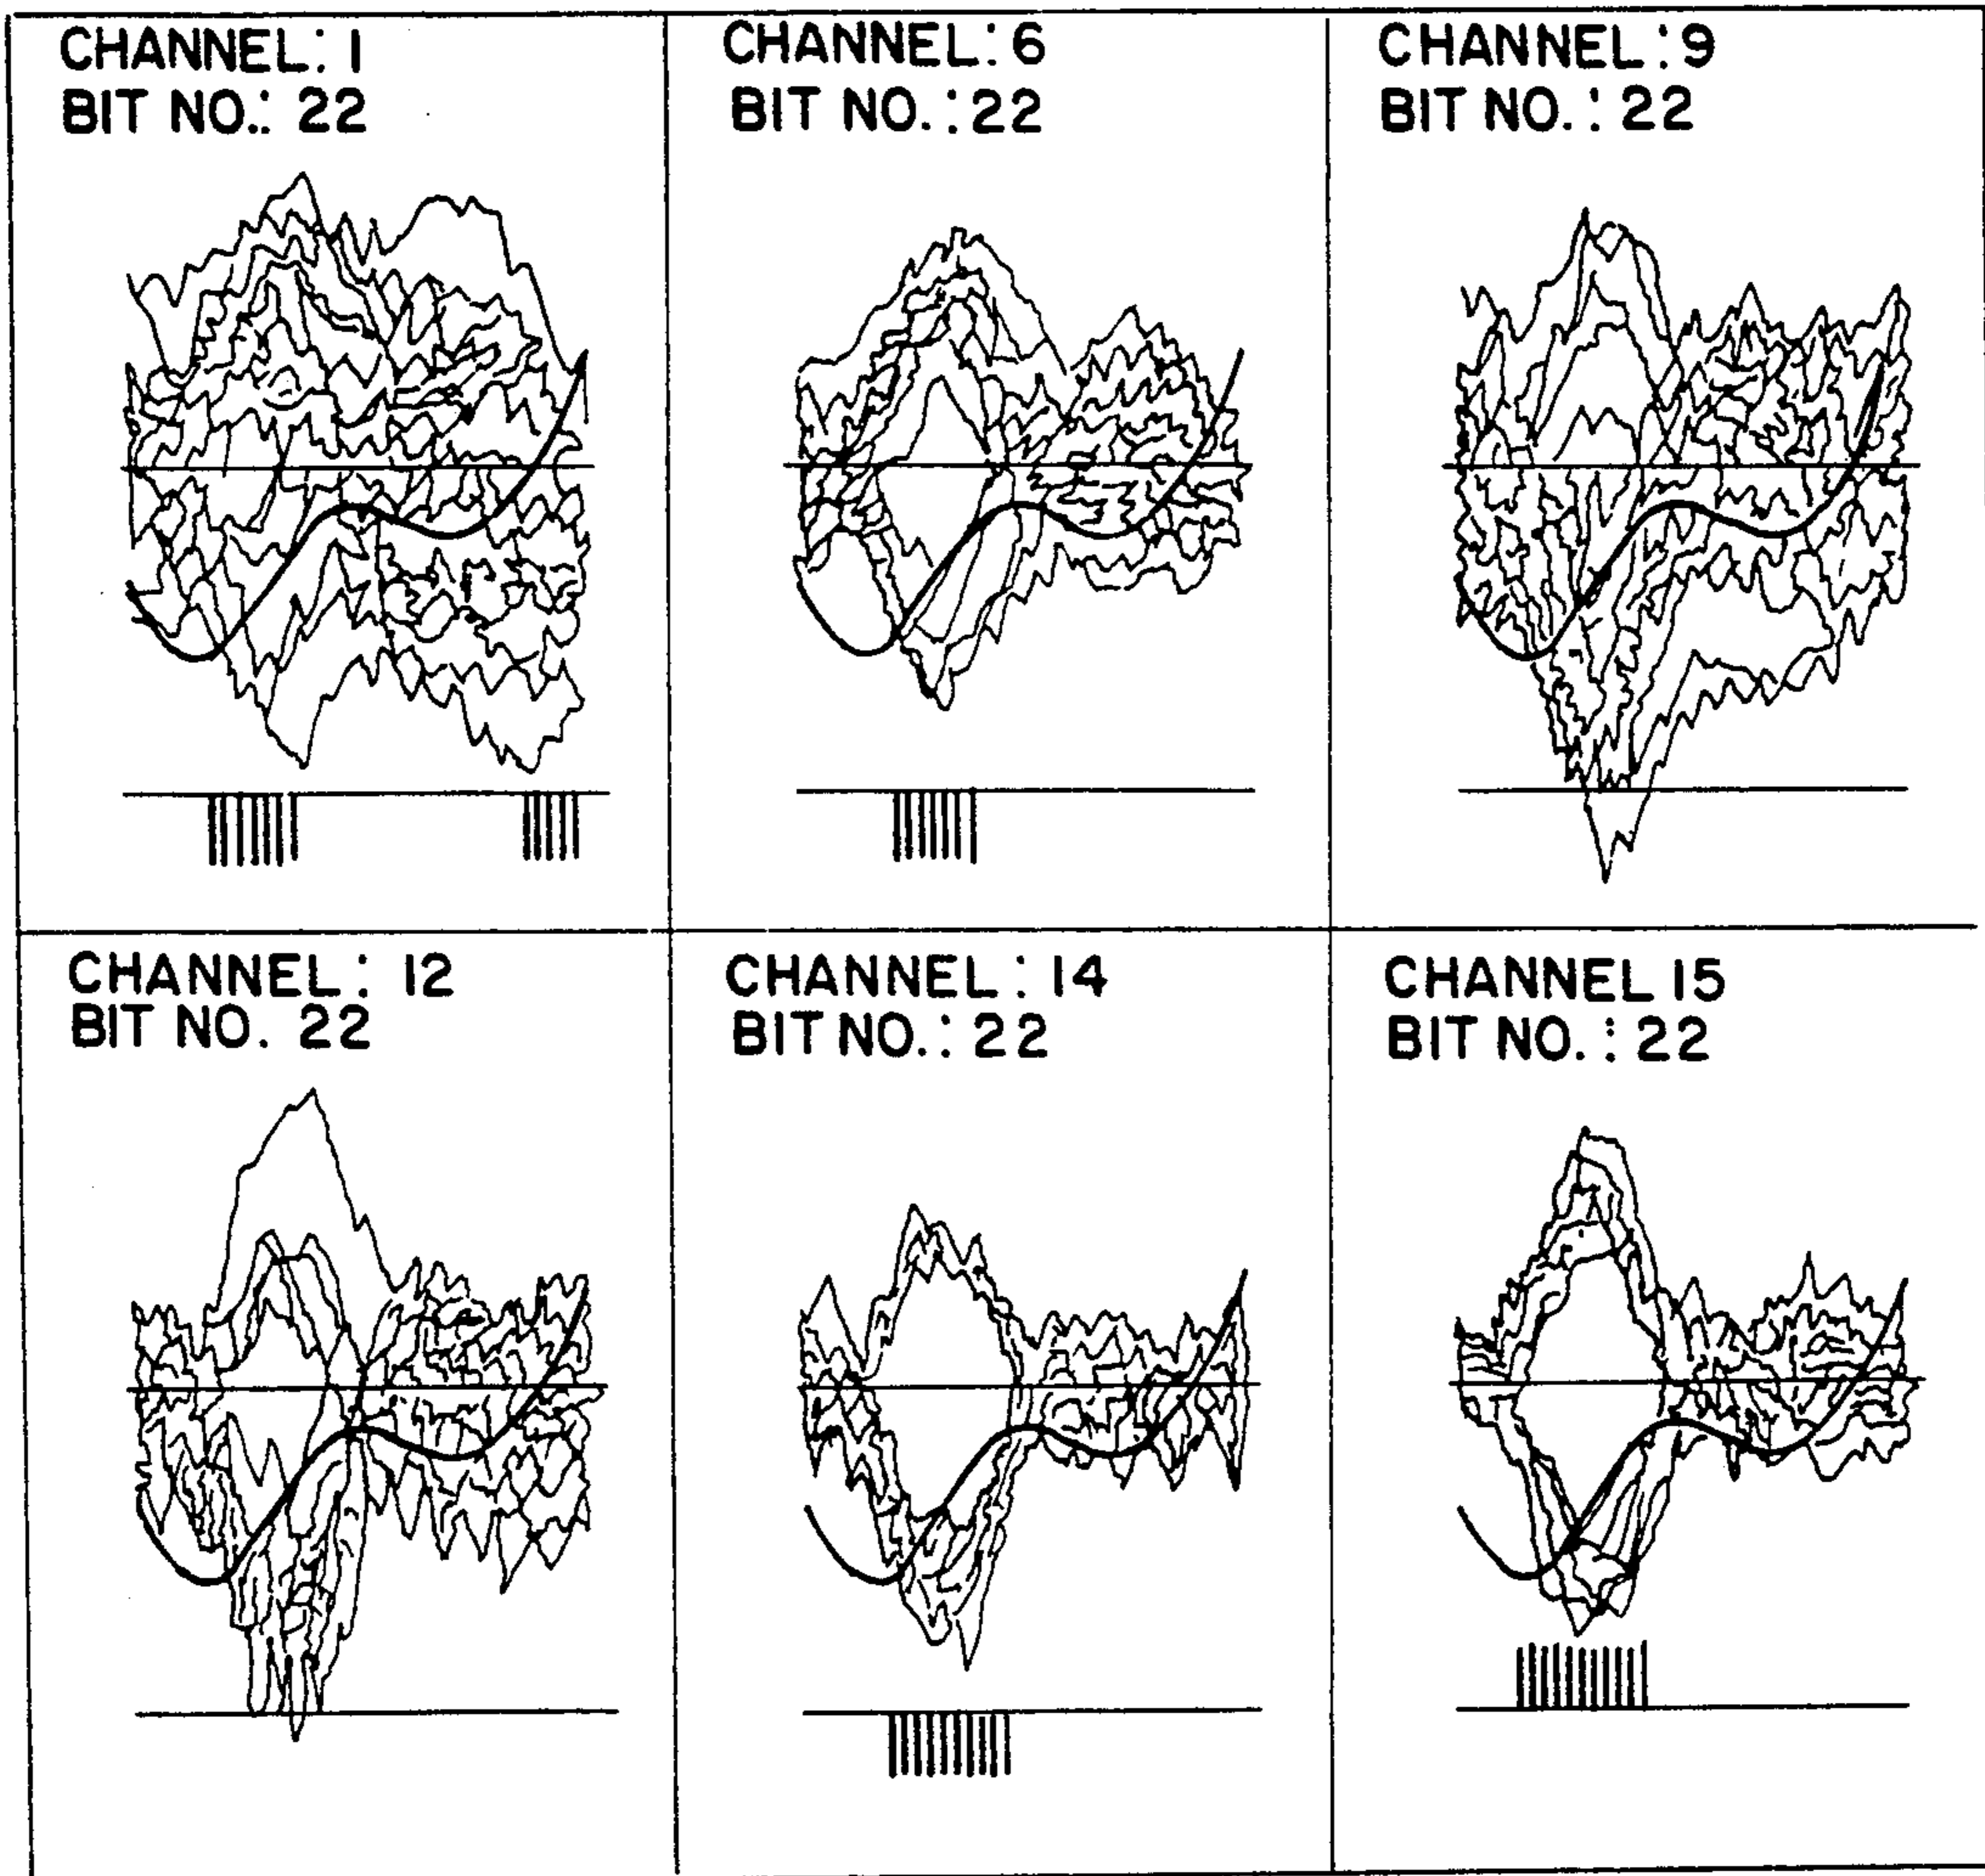 CHANNEL: 1
BIT NO.: 22
CHANNEL: 6
BIT NO.: 22
CHANNEL: 9
BIT NO.: 22
CHANNEL: 12
BIT NO. 22
CHANNEL: 14
BIT NO.: 22
CHANNEL 15
BIT NO.: 22